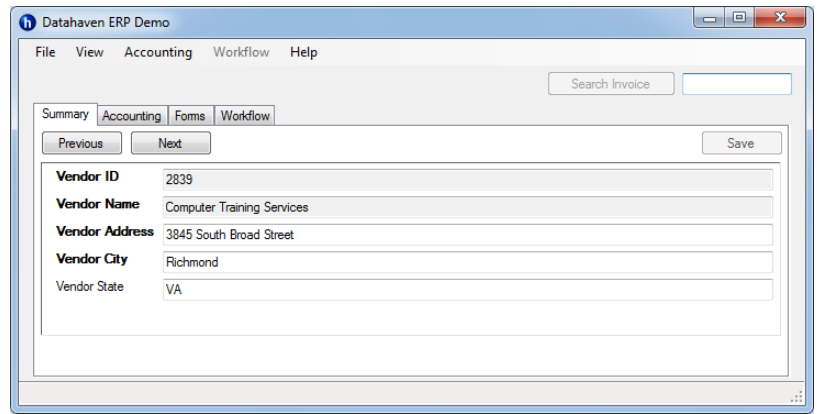 h Datahaven ERP Demo
File View Accounting Workflow Help
Search Invoice
Summary Accounting Forms Workflow
Previous Next Save
Vendor ID 2839
Vendor Name Computer Training Services
Vendor Address 3845 South Broad Street
Vendor City Richmond
Vendor State VA